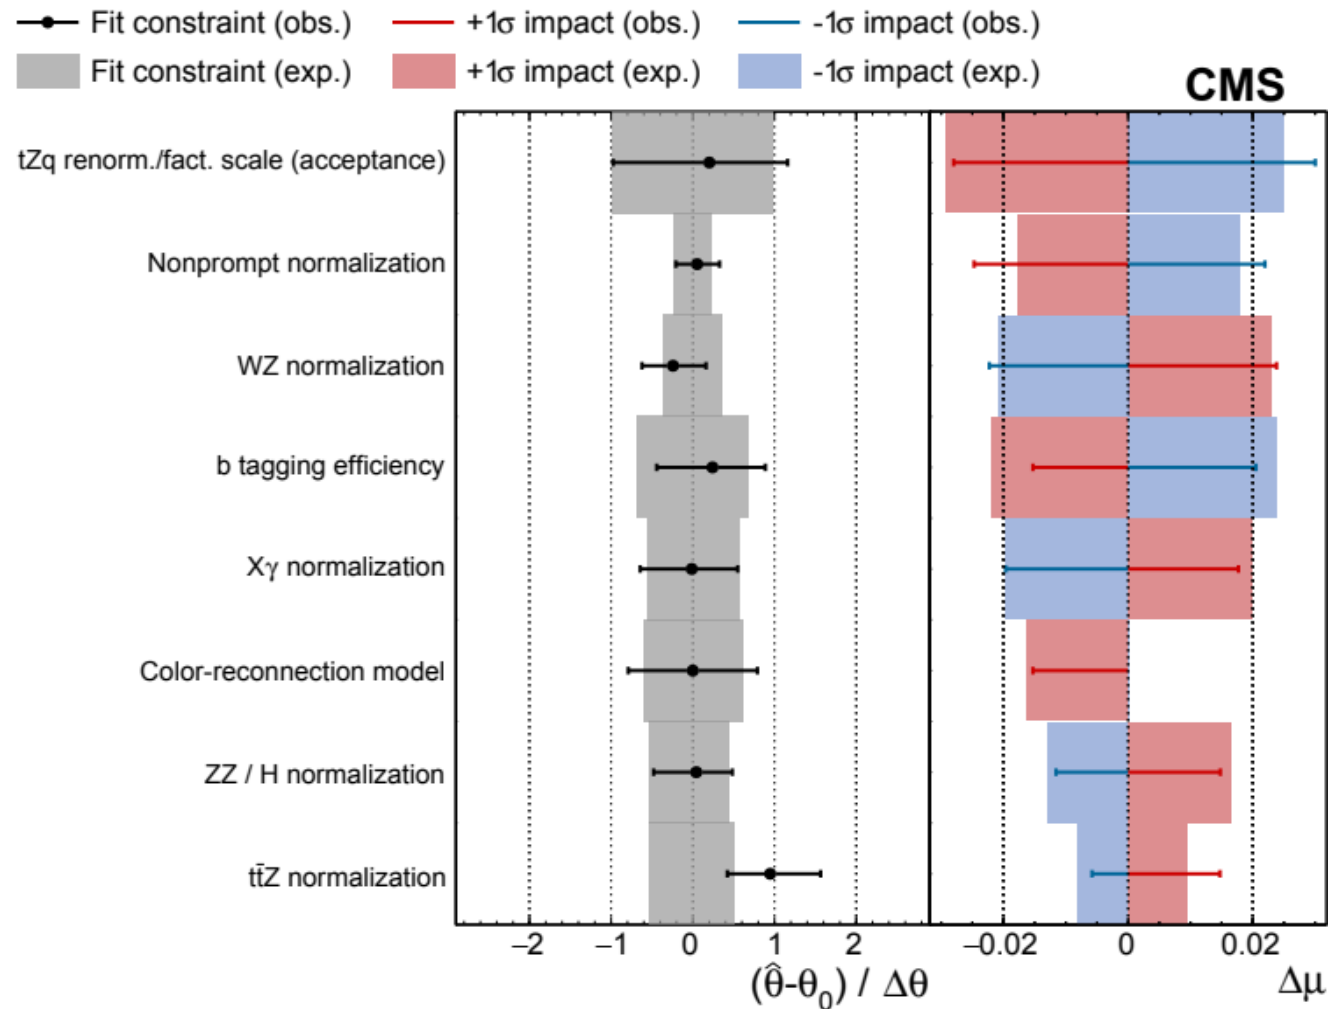 Fit constraint (obs.) +1σ impact (obs.) -1σ impact (obs.)
Fit constraint (exp.) +1σ impact (exp.) -1σ impact (exp.)
CMS
tZq renorm./fact. scale (acceptance)
Nonprompt normalization
WZ normalization
b tagging efficiency
Xγ normalization
Color-reconnection model
ZZ / H normalization
tt̄Z normalization
−2 −1 0 1 2 −0.02 0 0.02
(θ̂-θ₀) / Δθ Δμ